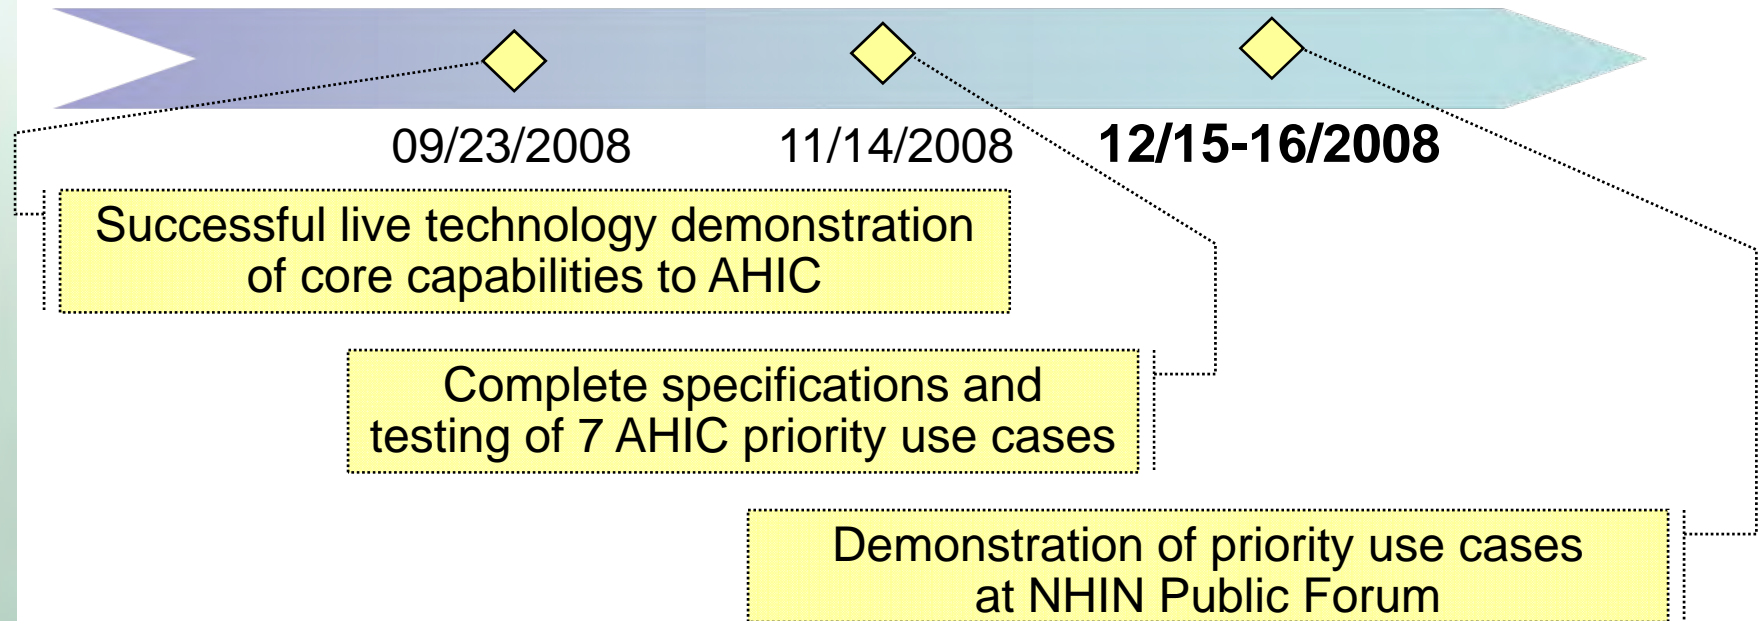 09/23/2008
11/14/2008
12/15-16/2008
Successful live technology demonstration
of core capabilities to AHIC
Complete specifications and
testing of 7 AHIC priority use cases
Demonstration of priority use cases
at NHIN Public Forum